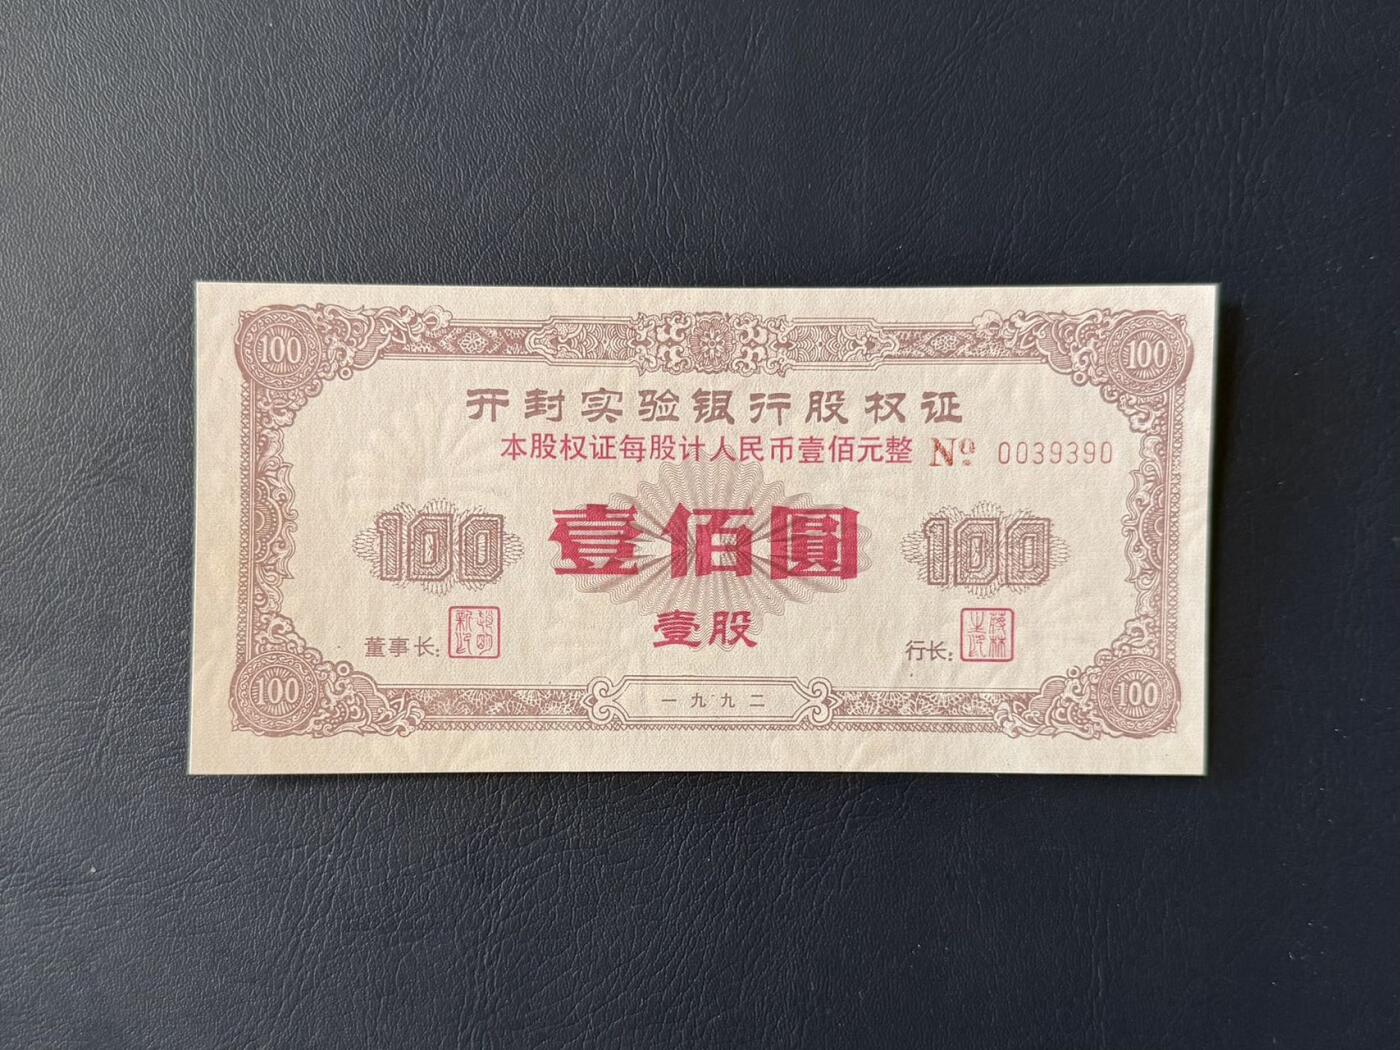 100 100
开封实验银行股权证
本股权证每股计人民币壹佰元整 Nº 0039390
100 壹佰圓 100
壹股
董事长: 行长:
100 一九九二 100